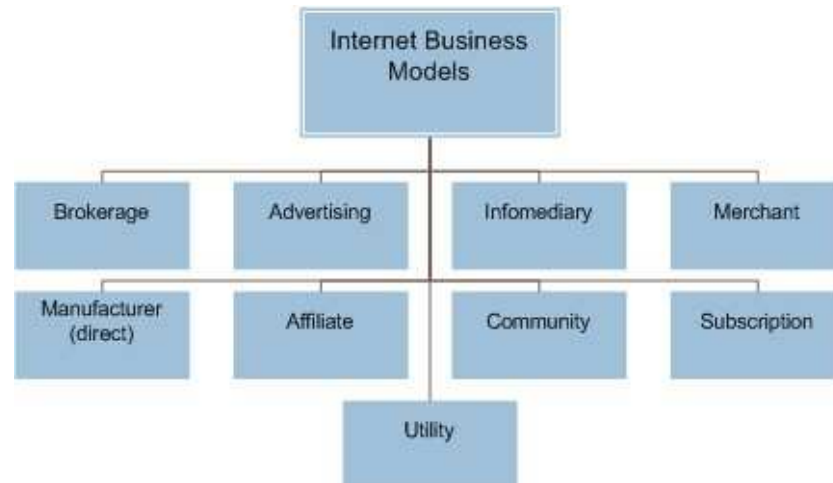 Internet Business
Models
Brokerage
Advertising
Infomediary
Merchant
Manufacturer
(direct)
Affiliate
Community
Subscription
Utility